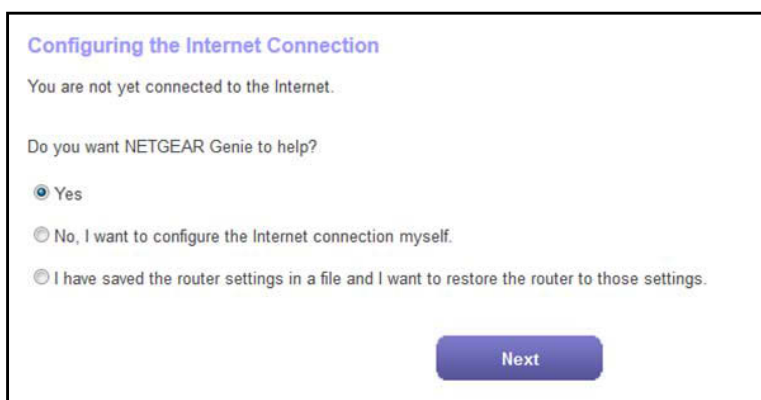 Configuring the Internet Connection
You are not yet connected to the Internet.
Do you want NETGEAR Genie to help?
Yes
No, I want to configure the Internet connection myself.
I have saved the router settings in a file and I want to restore the router to those settings.
Next